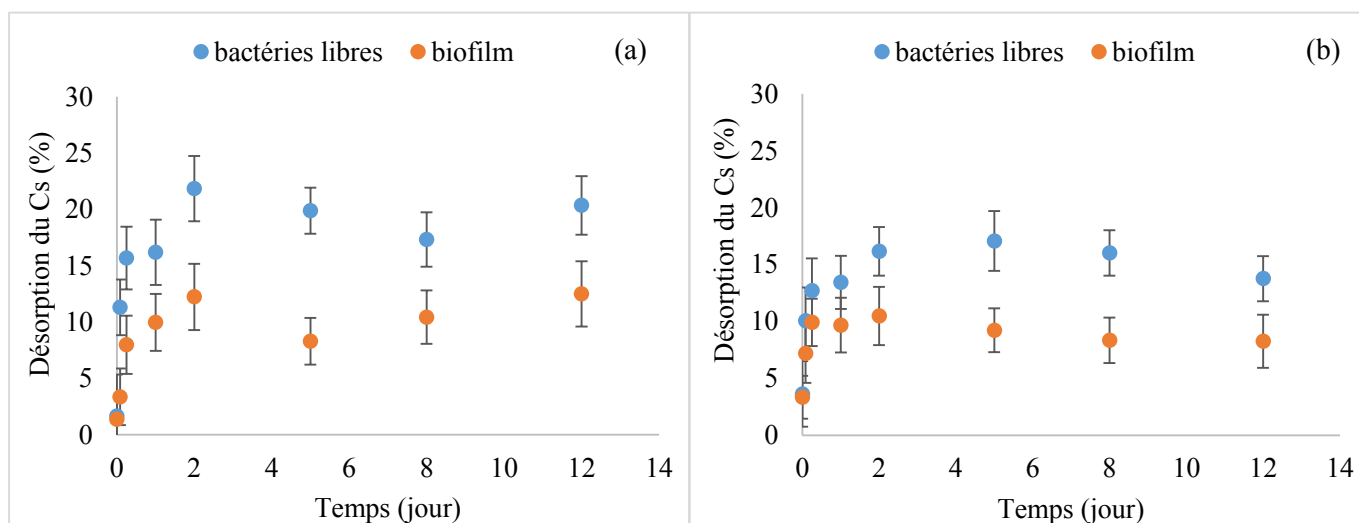 bactéries libres biofilm (a)
30
25
20
15
10
5
0
Désorption du Cs (%)
0 2 4 6 8 10 12 14
Temps (jour)
bactéries libres biofilm (b)
30
25
20
15
10
5
0
Désorption du Cs (%)
0 2 4 6 8 10 12 14
Temps (jour)